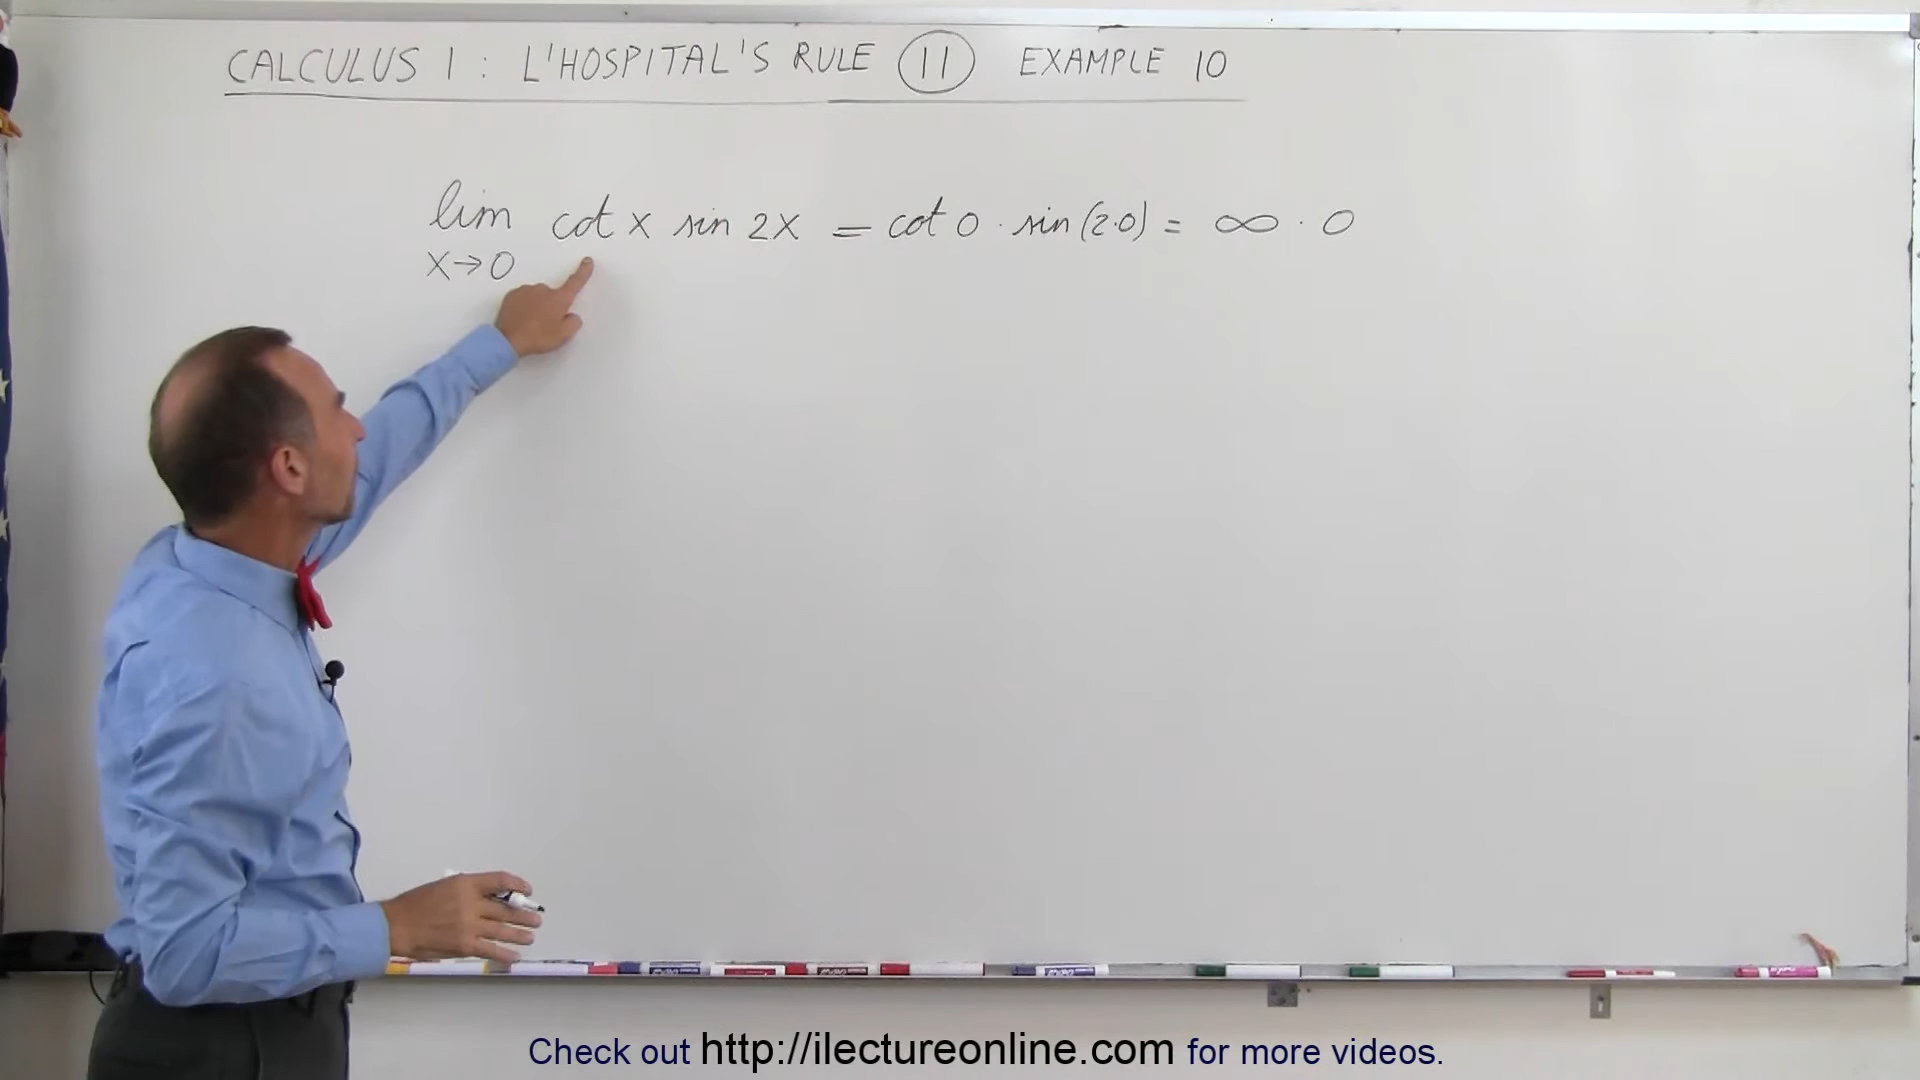 CALCULUS 1 : L'HOSPITAL'S RULE 11 EXAMPLE 10
lim cot x sin 2x = cot 0 · sin (2·0) = ∞ · 0
x→0
Check out http://ilectureonline.com for more videos.